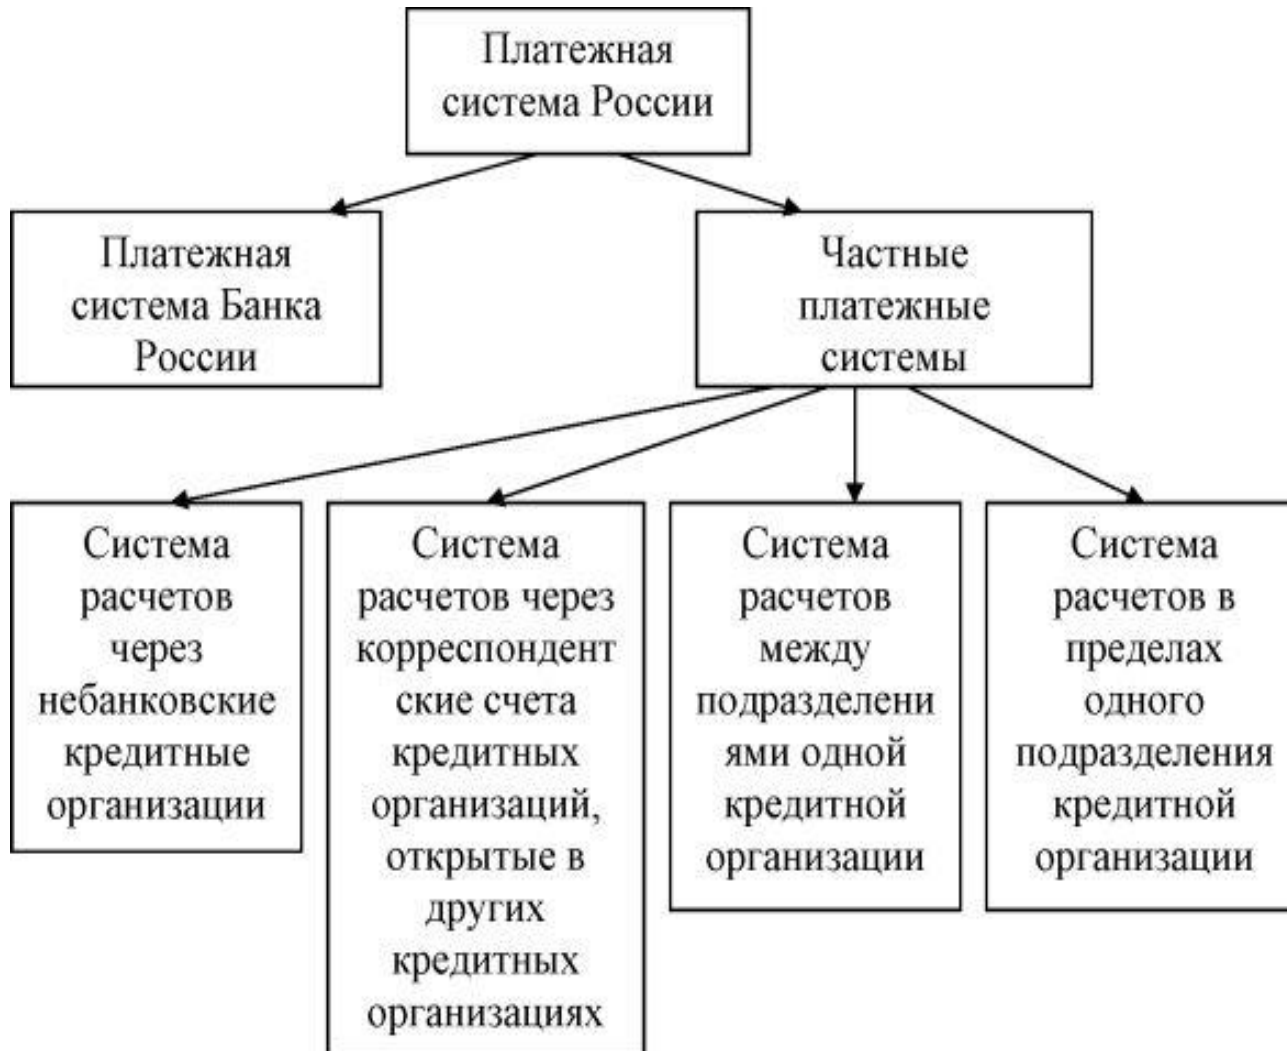 Платежная
система России
Платежная
система Банка
России
Частные
платежные
системы
Система
расчетов
через
небанковские
кредитные
организации
Система
расчетов через
корреспондент
ские счета
кредитных
организаций,
открытые в
других
кредитных
организациях
Система
расчетов
между
подразделени
ями одной
кредитной
организации
Система
расчетов в
пределах
одного
подразделения
кредитной
организации